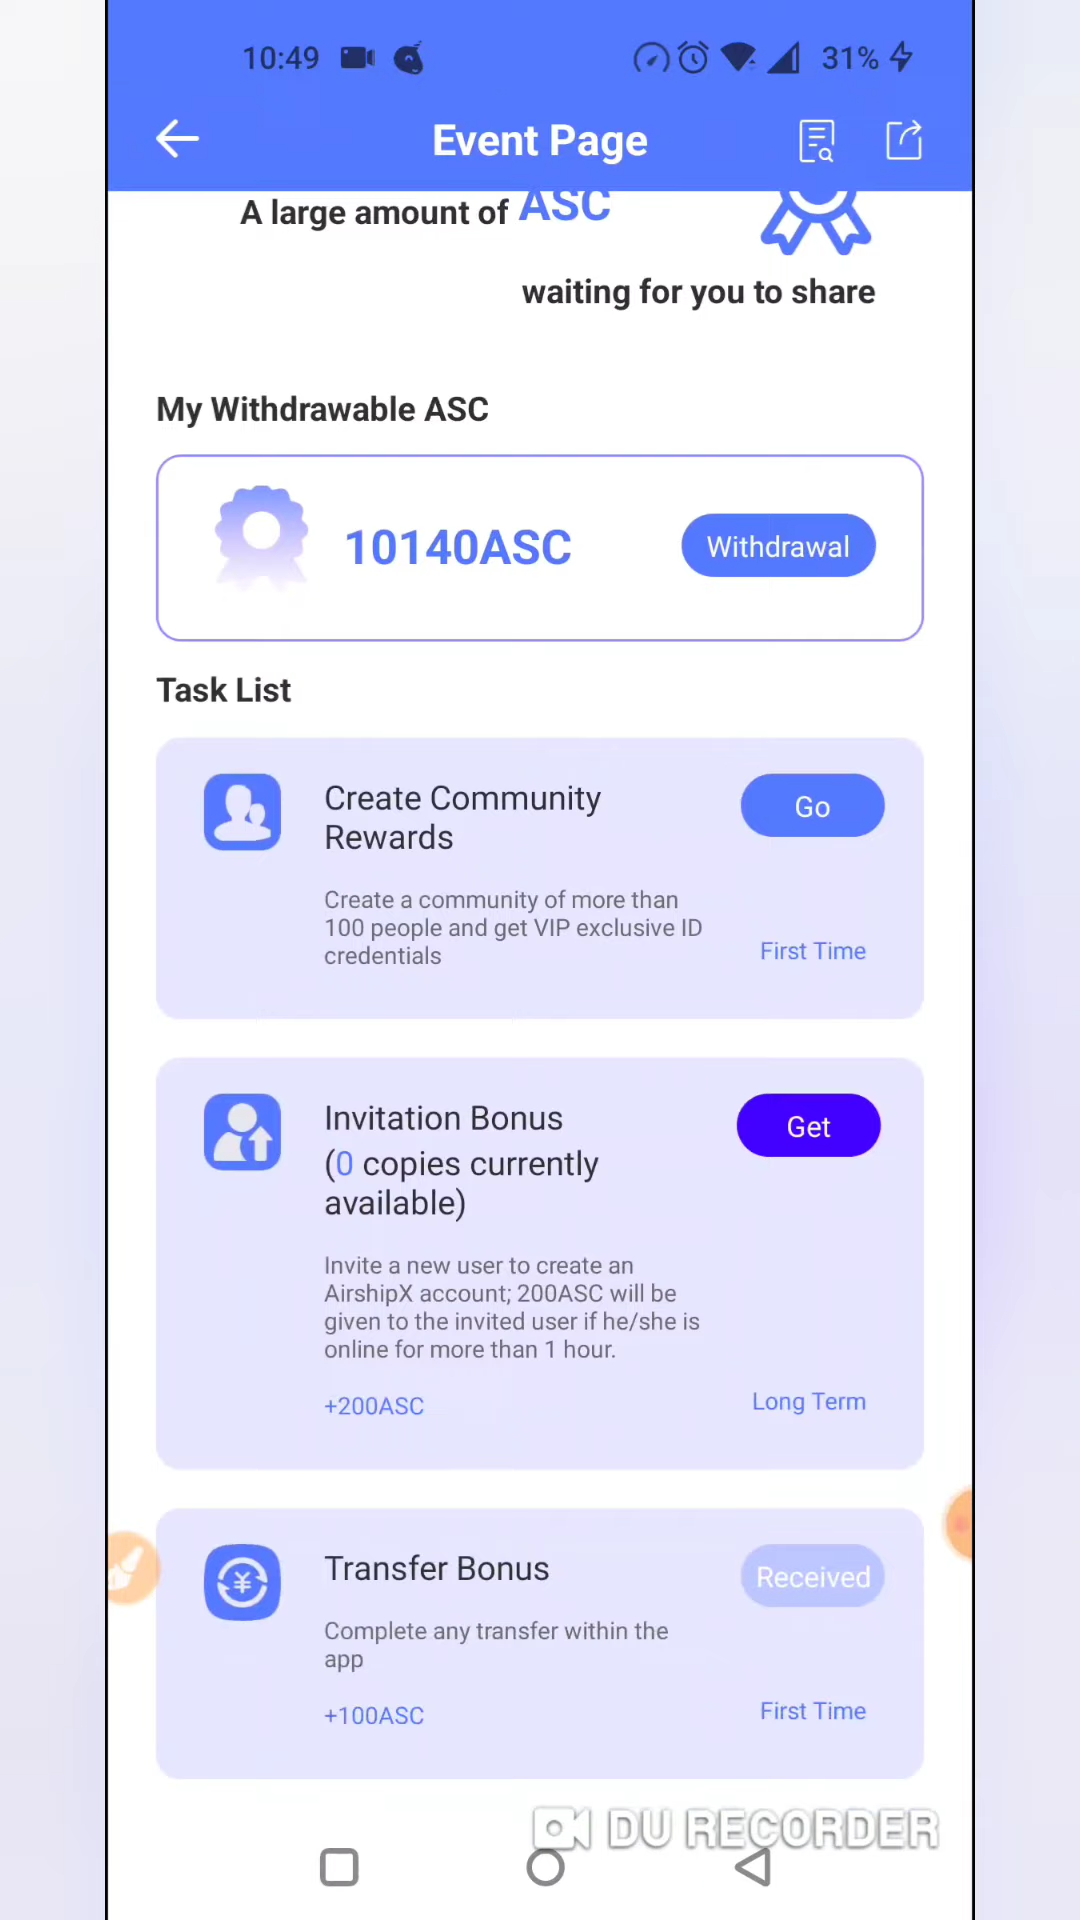 10:49
31%
Event Page
A large amount of ASC
waiting for you to share
My Withdrawable ASC
10140ASC
Withdrawal
Task List
Create Community
Rewards
Go
Create a community of more than
100 people and get VIP exclusive ID
credentials
First Time
Invitation Bonus
(0 copies currently
available)
Get
Invite a new user to create an
AirshipX account; 200ASC will be
given to the invited user if he/she is
online for more than 1 hour.
+200ASC
Long Term
Transfer Bonus
Received
Complete any transfer within the
app
+100ASC
First Time
DU RECORDER